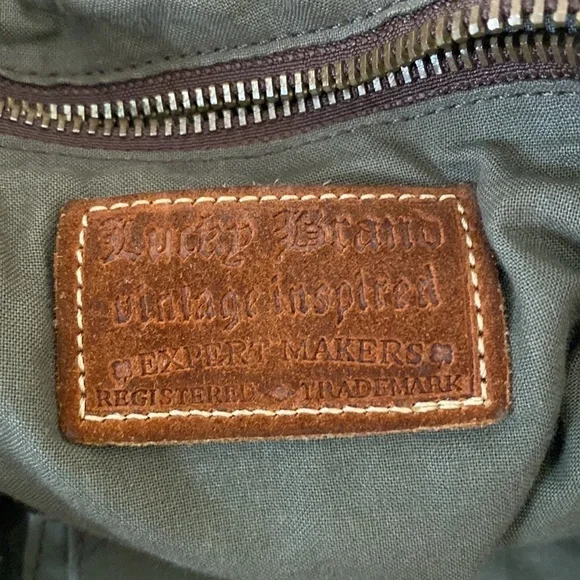 Lucky Brand
Vintage inspired
EXPERT MAKERS
REGISTERED TRADEMARK